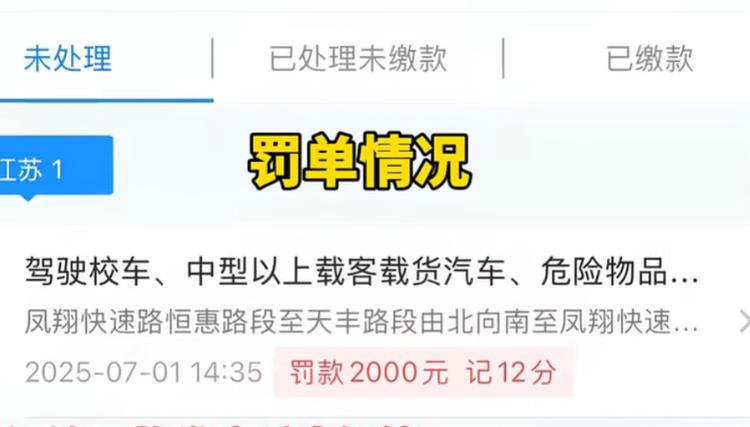 未处理
已处理未缴款
已缴款
江苏 1
罚单情况
驾驶校车、中型以上载客载货汽车、危险物品...
凤翔快速路恒惠路段至天丰路段由北向南至凤翔快速...
2025-07-01 14:35 罚款2000元 记12分